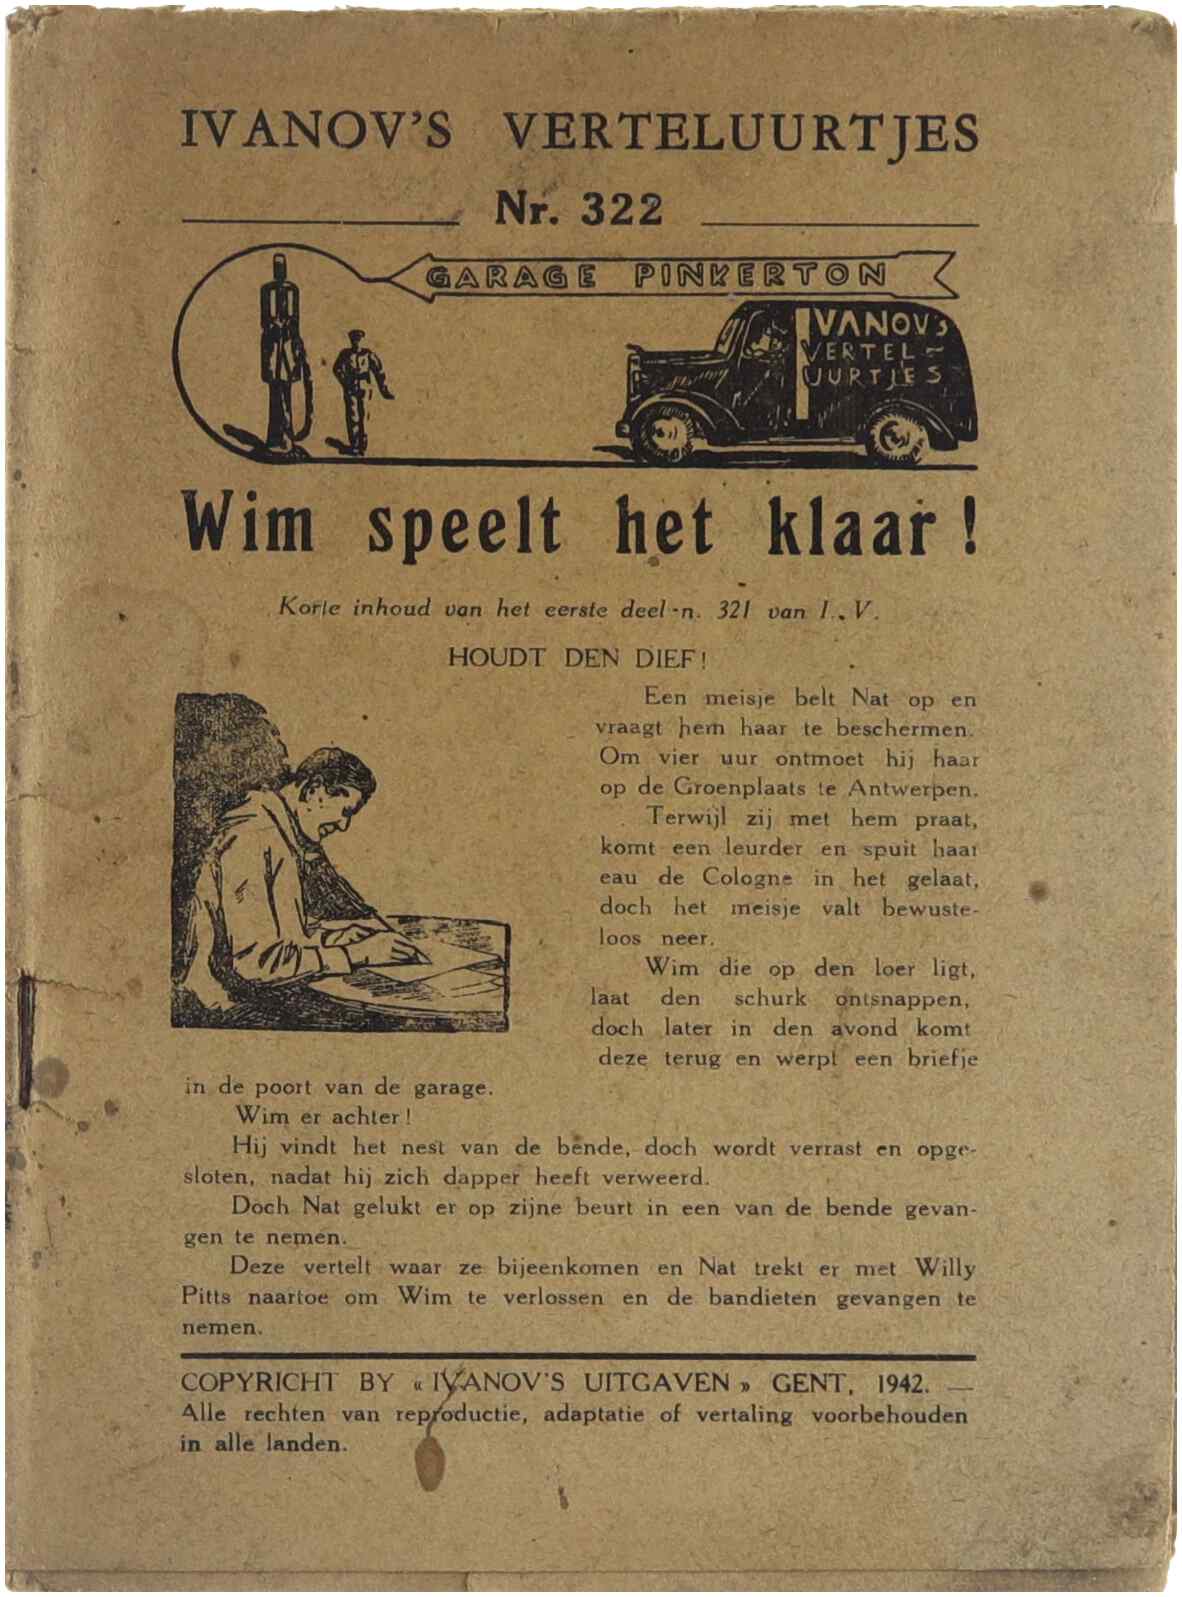 IVANOV'S VERTELUURTJES
Nr. 322
GARAGE PINKERTON
IVANOV'S
VERTEL-
UURTJES
Wim speelt het klaar!
Korte inhoud van het eerste deel n. 321 van I. V.
HOUDT DEN DIEF!
Een meisje belt Nat op en
vraagt hem haar te beschermen.
Om vier uur ontmoet hij haar
op de Groenplaats te Antwerpen.
Terwijl zij met hem praat,
komt een leurder en spuit haar
eau de Cologne in het gelaat,
doch het meisje valt bewuste-
loos neer.
Wim die op den loer ligt,
laat den schurk ontsnappen,
doch later in den avond komt
deze terug en werpt een briefje
in de poort van de garage.
Wim er achter!
Hij vindt het nest van de bende, doch wordt verrast en opge-
sloten, nadat hij zich dapper heeft verweerd.
Doch Nat gelukt er op zijne beurt in een van de bende gevan-
gen te nemen.
Deze vertelt waar ze bijeenkomen en Nat trekt er met Willy
Pitts naartoe om Wim te verlossen en de bandieten gevangen te
nemen.
COPYRICHT BY « IVANOV'S UITGAVEN » GENT, 1942. —
Alle rechten van reproductie, adaptatie of vertaling voorbehouden
in alle landen.